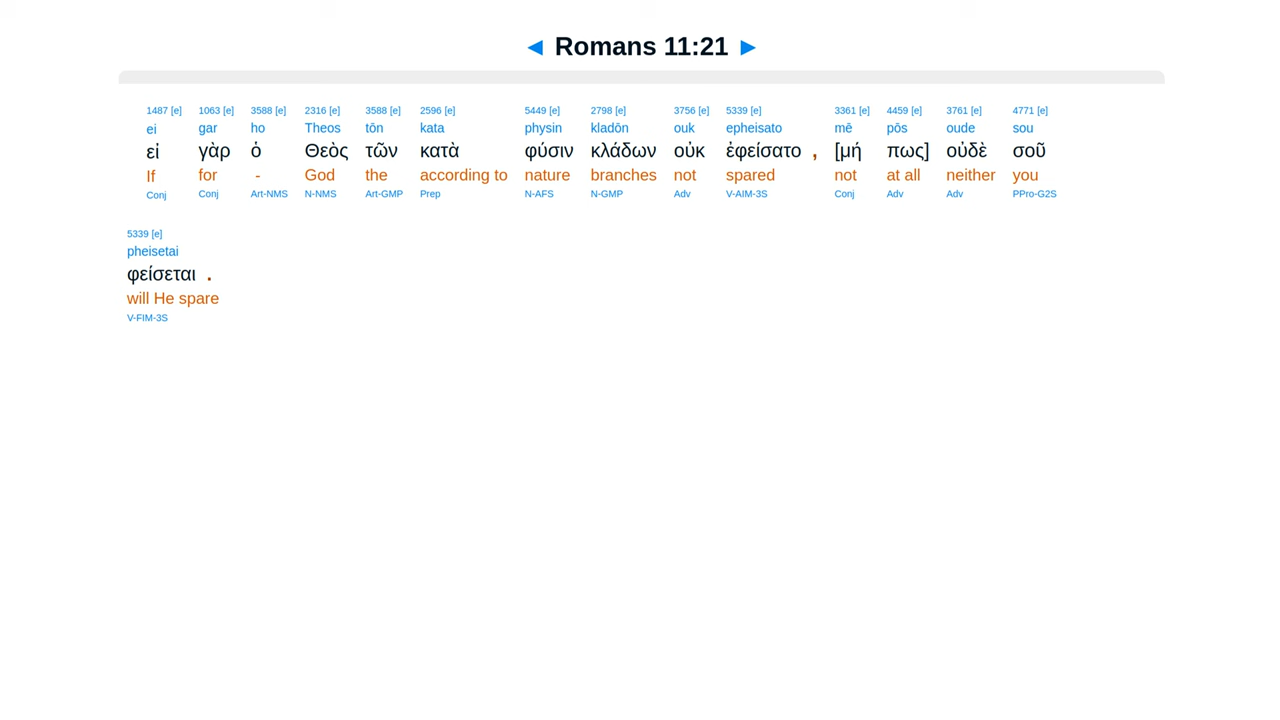 ◄ Romans 11:21 ►
1487 [e] 1063 [e] 3588 [e] 2316 [e] 3588 [e] 2596 [e] 5449 [e] 2798 [e] 3756 [e] 5339 [e] 3361 [e] 4459 [e] 3761 [e] 4771 [e]
ei gar ho Theos tōn kata physin kladōn ouk epheisato mē pōs oude sou
εἰ γὰρ ὁ Θεὸς τῶν κατὰ φύσιν κλάδων οὐκ ἐφείσατο , [μή πως] οὐδὲ σοῦ
If for - God the according to nature branches not spared not at all neither you
Conj Conj Art-NMS N-NMS Art-GMP Prep N-AFS N-GMP Adv V-AIM-3S Conj Adv Adv PPro-G2S
5339 [e]
pheisetai
φείσεται .
will He spare
V-FIM-3S